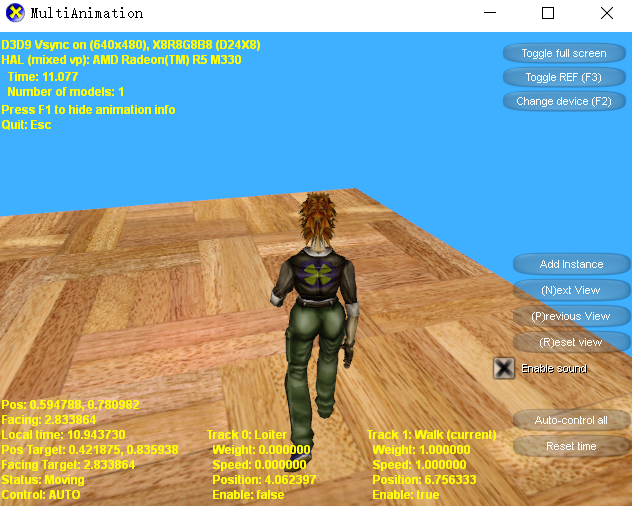 MultiAnimation
D3D9 Vsync on (640x480), X8R8G8B8 (D24X8)
HAL (mixed vp): AMD Radeon(TM) R5 M330
Time: 11.077
Number of models: 1
Press F1 to hide animation info
Quit: Esc
Toggle full screen
Toggle REF (F3)
Change device (F2)
Add Instance
(N)ext View
(P)revious View
(R)eset view
Enable sound
Auto-control all
Reset time
Pos: 0.594788, 0.780982
Facing: 2.833864
Local time: 10.943730
Pos Target: 0.421875, 0.835938
Facing Target: 2.833864
Status: Moving
Control: AUTO
Track 0: Loiter
Weight: 0.000000
Speed: 0.000000
Position: 4.062397
Enable: false
Track 1: Walk (current)
Weight: 1.000000
Speed: 1.000000
Position: 6.756333
Enable: true